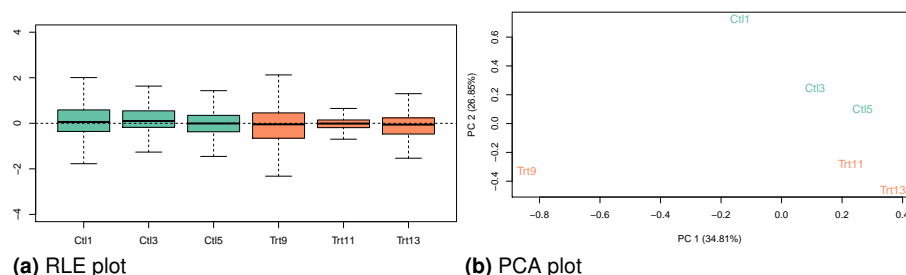 4
2
0
−2
−4
Ctl1 Ctl3 Ctl5 Trt9 Trt11 Trt13
(a) RLE plot
PC 2 (26.85%)
0.6
0.4
0.2
0.0
−0.2
−0.4
Ctl1
Ctl3
Ctl5
Trt11
Trt9
Trt13
−0.8 −0.6 −0.4 −0.2 0.0 0.2 0.4
PC 1 (34.81%)
(b) PCA plot